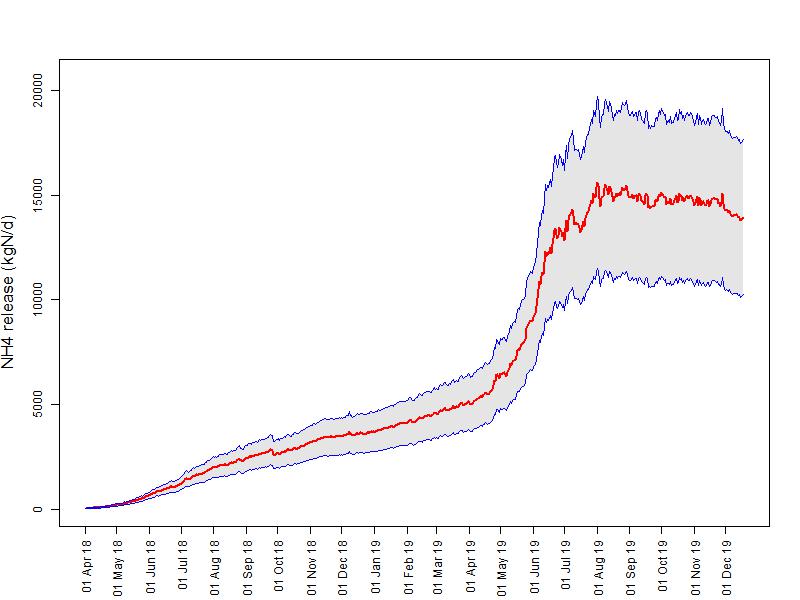 NH4 release (kgN/d)
20000
15000
10000
5000
0
01 Apr 18
01 May 18
01 Jun 18
01 Jul 18
01 Aug 18
01 Sep 18
01 Oct 18
01 Nov 18
01 Dec 18
01 Jan 19
01 Feb 19
01 Mar 19
01 Apr 19
01 May 19
01 Jun 19
01 Jul 19
01 Aug 19
01 Sep 19
01 Oct 19
01 Nov 19
01 Dec 19